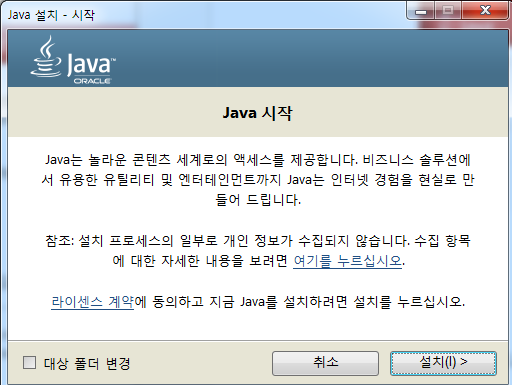 Java 설치 - 시작
Java™
ORACLE
Java 시작
Java는 놀라운 콘텐츠 세계로의 액세스를 제공합니다. 비즈니스 솔루션에
서 유용한 유틸리티 및 엔터테인먼트까지 Java는 인터넷 경험을 현실로 만
들어 드립니다.
참조: 설치 프로세스의 일부로 개인 정보가 수집되지 않습니다. 수집 항목
에 대한 자세한 내용을 보려면 여기를 누르십시오.
라이센스 계약에 동의하고 지금 Java를 설치하려면 설치를 누르십시오.
대상 폴더 변경
취소
설치(I) >